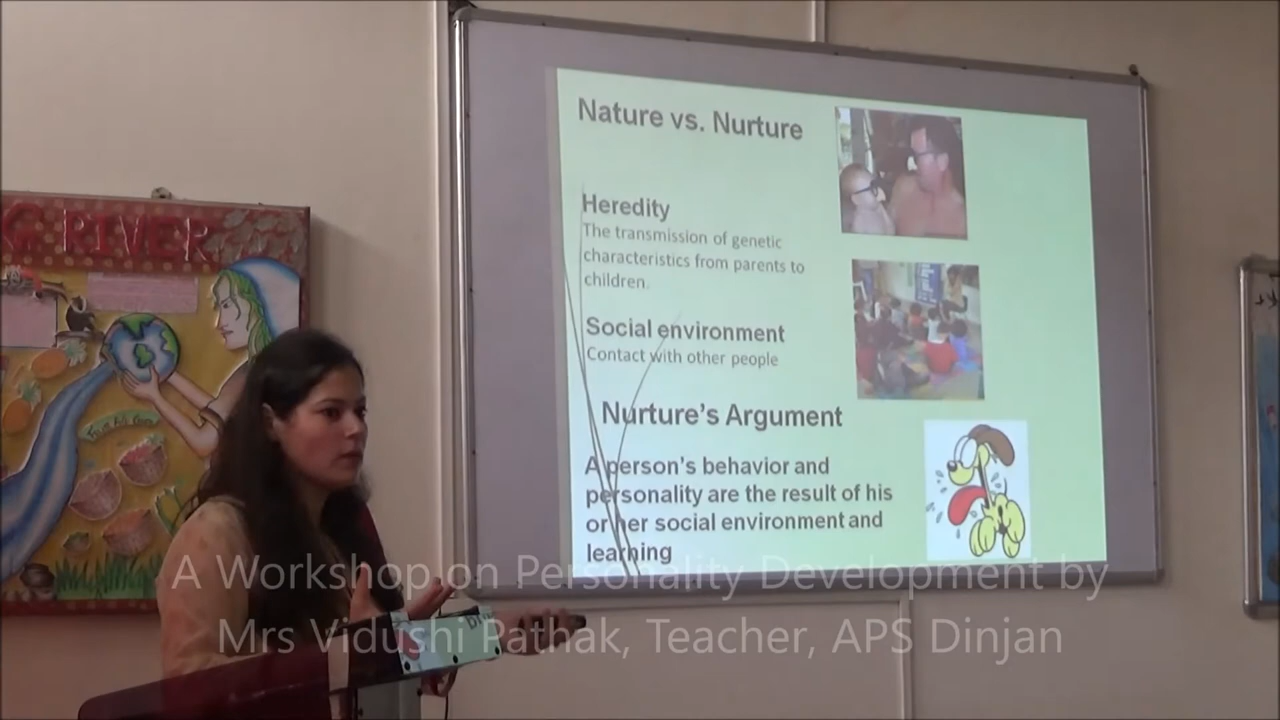 G RIVER
Nature vs. Nurture
Heredity
The transmission of genetic
characteristics from parents to
children.
Social environment
Contact with other people
Nurture's Argument
A person's behavior and
personality are the result of his
or her social environment and
learning
A Workshop on Personality Development by
Mrs Vidushi Pathak, Teacher, APS Dinjan